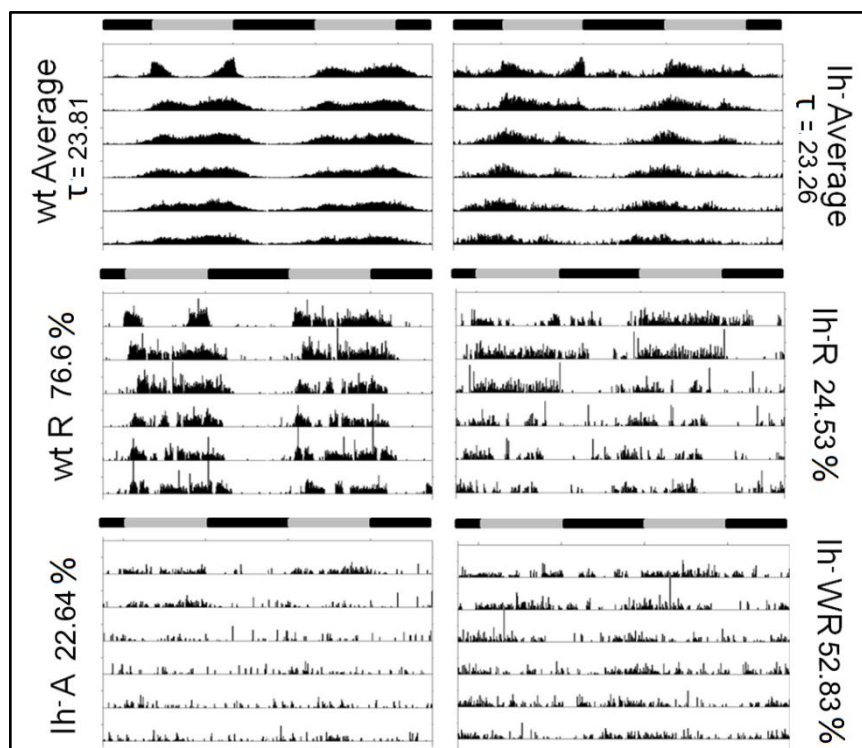 wt Average
τ = 23.81
Ih- Average
τ = 23.26
wt R 76.6 %
Ih-R 24.53 %
Ih-A 22.64 %
Ih- WR 52.83 %